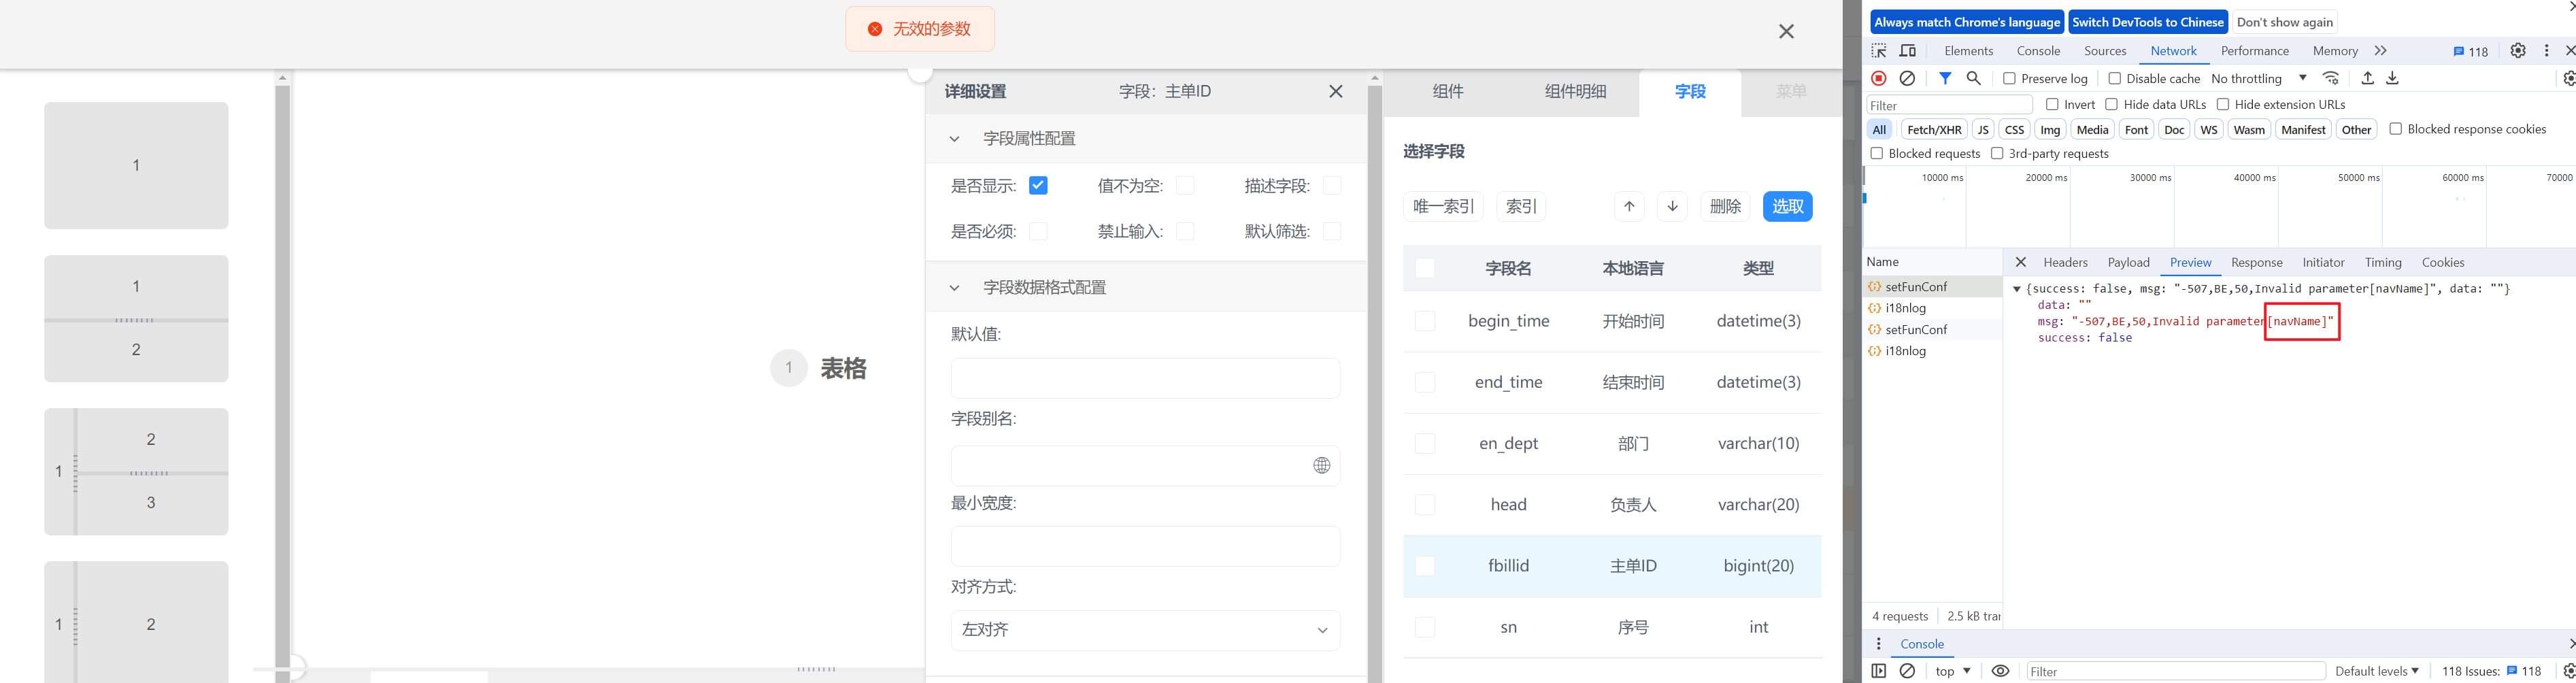 无效的参数
1
1
2
1
2
3
1
2
1 表格
详细设置 字段：主单ID
字段属性配置
是否显示: 值不为空: 描述字段:
是否必须: 禁止输入: 默认筛选:
字段数据格式配置
默认值:
字段别名:
最小宽度:
对齐方式:
左对齐
组件 组件明细 字段 菜单
选择字段
唯一索引 索引 ↑ ↓ 删除 选取
字段名 本地语言 类型
begin_time 开始时间 datetime(3)
end_time 结束时间 datetime(3)
en_dept 部门 varchar(10)
head 负责人 varchar(20)
fbillid 主单ID bigint(20)
sn 序号 int
Always match Chrome's language Switch DevTools to Chinese Don't show again
Elements Console Sources Network Performance Memory 118
Preserve log Disable cache No throttling
Filter Invert Hide data URLs Hide extension URLs
All Fetch/XHR JS CSS Img Media Font Doc WS Wasm Manifest Other Blocked response cookies
Blocked requests 3rd-party requests
10000 ms 20000 ms 30000 ms 40000 ms 50000 ms 60000 ms 70000
Name
setFunConf
i18nlog
setFunConf
i18nlog
Headers Payload Preview Response Initiator Timing Cookies
{success: false, msg: "-507,BE,50,Invalid parameter[navName]", data: ""}
data: ""
msg: "-507,BE,50,Invalid parameter[navName]"
success: false
4 requests 2.5 kB trar
Console
top Filter Default levels 118 Issues: 118